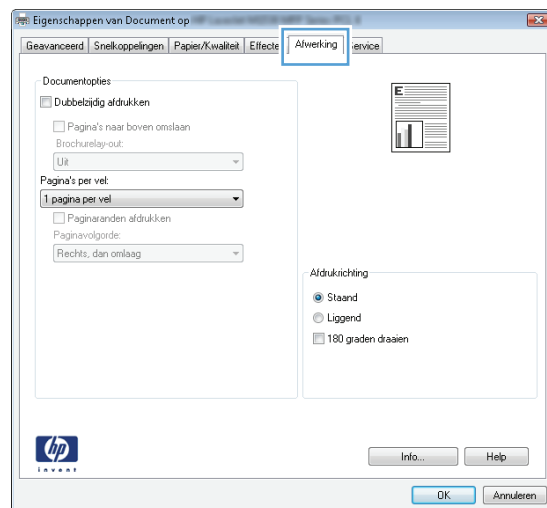 Eigenschappen van Document op
Geavanceerd Snelkoppelingen Papier/Kwaliteit Effecte Afwerking ervice
Documentopties
Dubbelzijdig afdrukken
Pagina's naar boven omslaan
Brochurelay-out:
Uit
Pagina's per vel:
1 pagina per vel
Paginaranden afdrukken
Paginavolgorde:
Rechts, dan omlaag
E
Afdrukrichting
Staand
Liggend
180 graden draaien
hp
invent
Info... Help
OK Annuleren